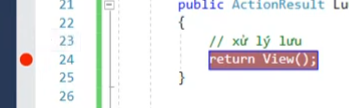 21 public ActionResult Lu
22 {
23 // xử lý lưu
24 return View();
25 }
26